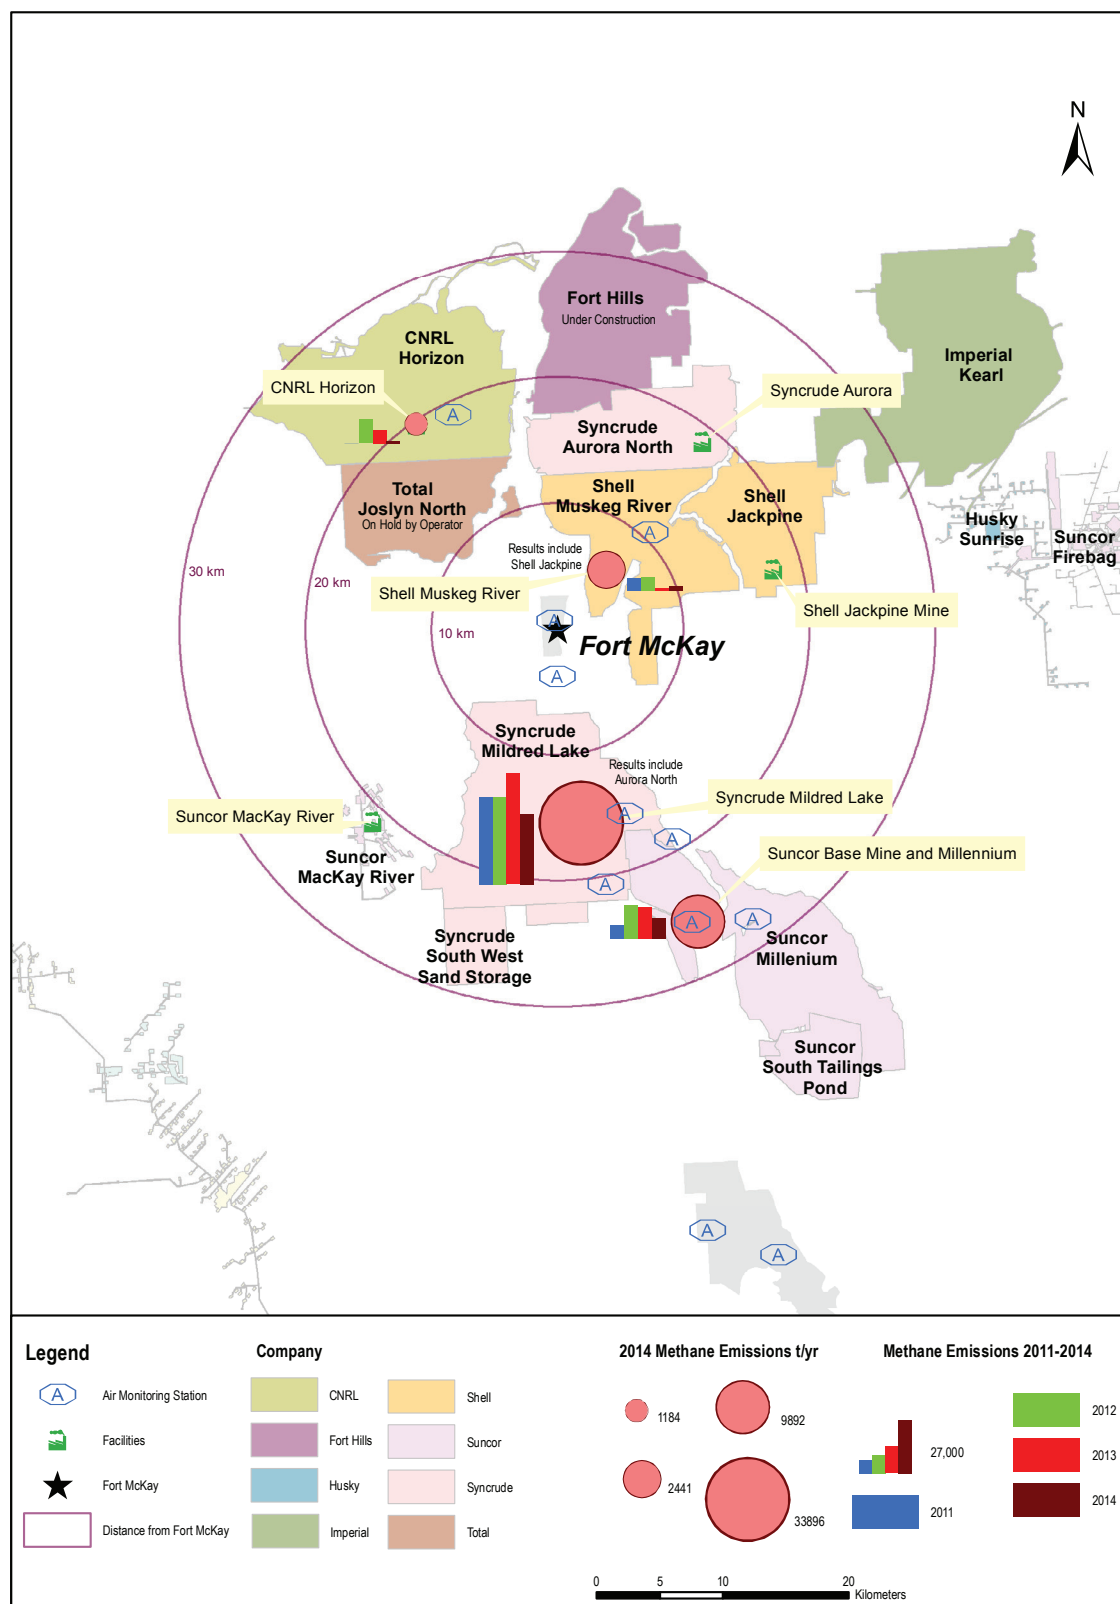 N
Fort Hills
Under Construction
CNRL
Horizon
Imperial
Kearl
CNRL Horizon
Syncrude Aurora
A
Syncrude
Aurora North
Total
Joslyn North
On Hold by Operator
Shell
Muskeg River
Shell
Jackpine
Husky
Sunrise
Suncor
Firebag
A
Results include
Shell Jackpine
30 km
20 km
Shell Muskeg River
Shell Jackpine Mine
10 km
A
Fort McKay
A
Syncrude
Mildred Lake
Results include
Aurora North
Syncrude Mildred Lake
A
Suncor MacKay River
A
Suncor Base Mine and Millennium
Suncor
MacKay River
A
A
A
Syncrude
South West
Sand Storage
Suncor
Millenium
Suncor
South Tailings
Pond
A
A
Legend
Company
2014 Methane Emissions t/yr
Methane Emissions 2011-2014
A
Air Monitoring Station
CNRL
Shell
1184
9892
2012
Facilities
Fort Hills
Suncor
27,000
2013
Fort McKay
Husky
Syncrude
2441
33896
2011
2014
Distance from Fort McKay
Imperial
Total
0
5
10
20
Kilometers